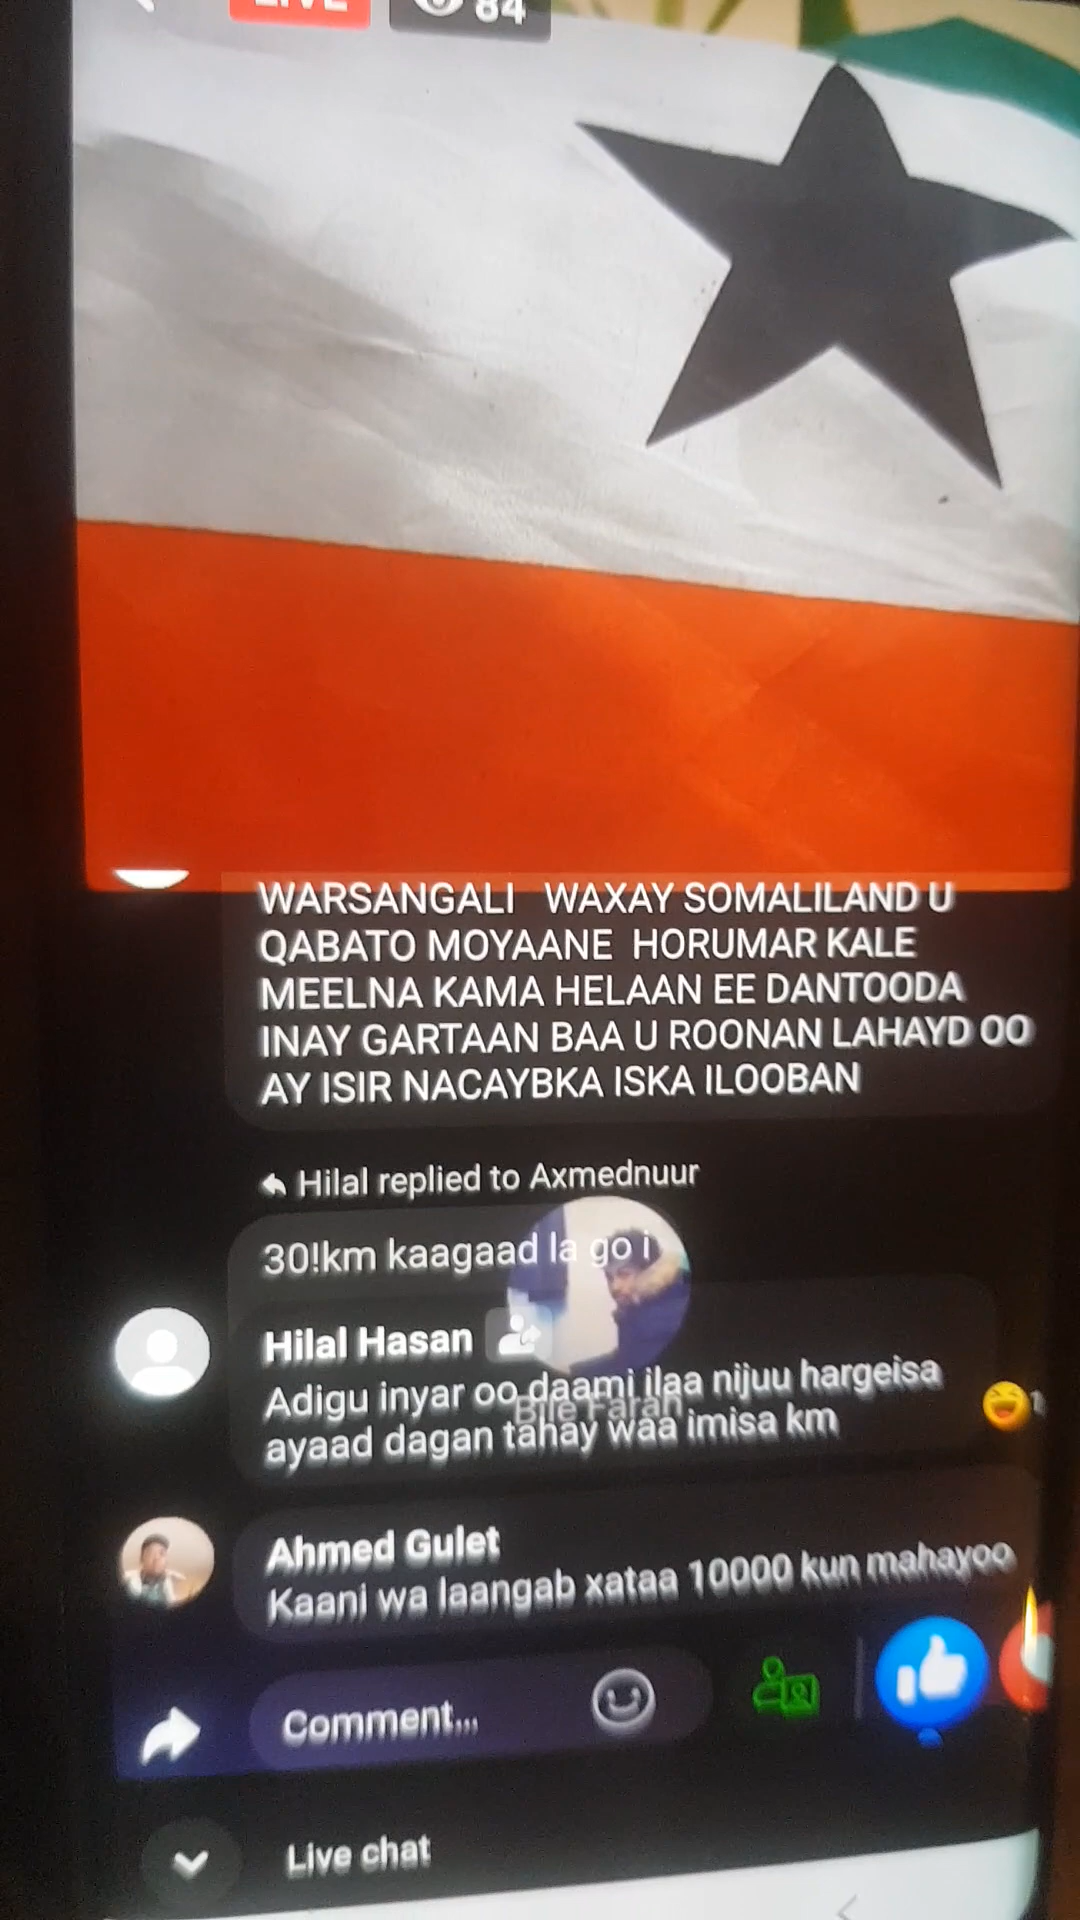 LIVE
84
WARSANGALI WAXAY SOMALILAND U
QABATO MOYAANE HORUMAR KALE
MEELNA KAMA HELAAN EE DANTOODA
INAY GARTAAN BAA U ROONAN LAHAYD OO
AY ISIR NACAYBKA ISKA ILOOBAN
Hilal replied to Axmednuur
30!km kaagaad la go i
Hilal Hasan
Adigu inyar oo daami ilaa nijuu hargeisa
Bile Farah
ayaad dagan tahay waa imisa km
Ahmed Gulet
Kaani wa laangab xataa 10000 kun mahayoo
Comment...
Live chat